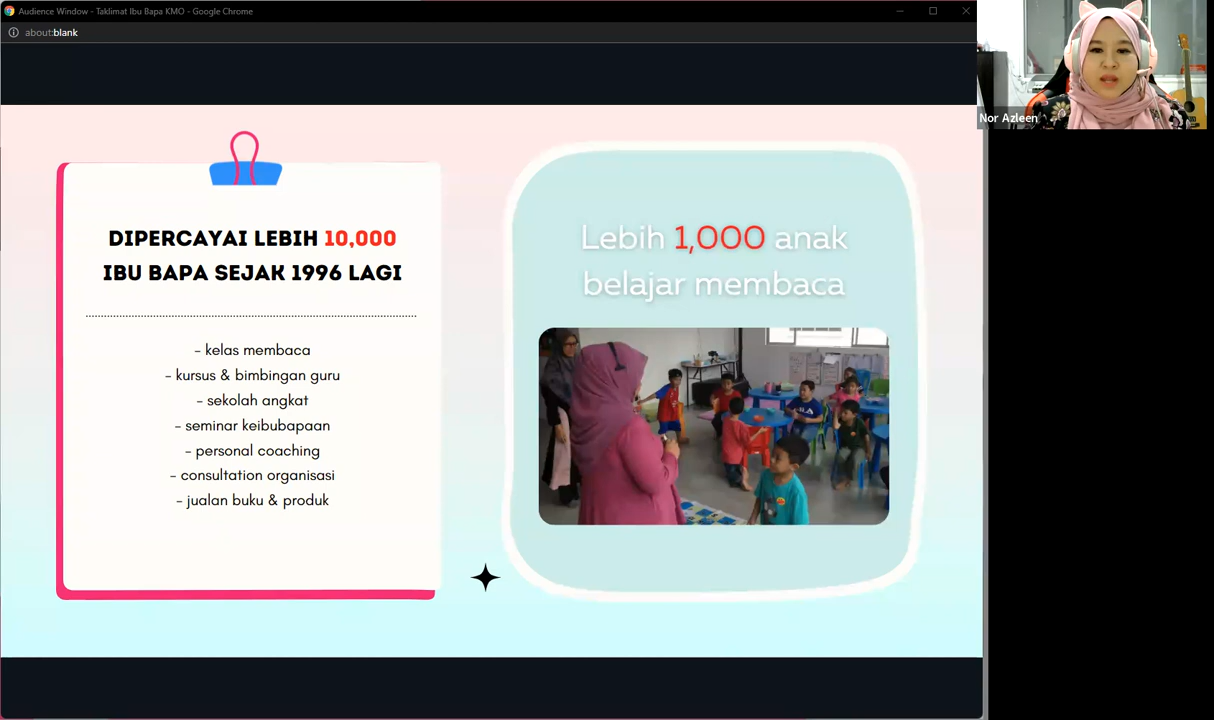 Audience Window - Taklimat Ibu Bapa KMO - Google Chrome
about:blank
Nor Azleen
DIPERCAYAI LEBIH 10,000
IBU BAPA SEJAK 1996 LAGI
- kelas membaca
- kursus & bimbingan guru
- sekolah angkat
- seminar keibubapaan
- personal coaching
- consultation organisasi
- jualan buku & produk
Lebih 1,000 anak
belajar membaca